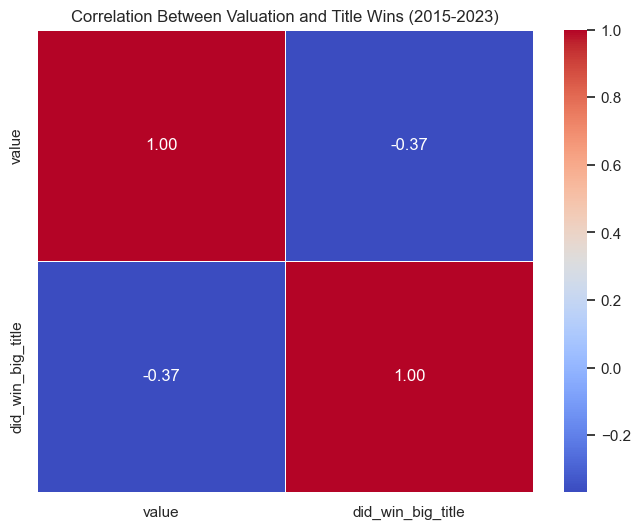 Correlation Between Valuation and Title Wins (2015-2023)
value
did_win_big_title
1.00
-0.37
-0.37
1.00
value
did_win_big_title
1.0
0.8
0.6
0.4
0.2
0.0
−0.2